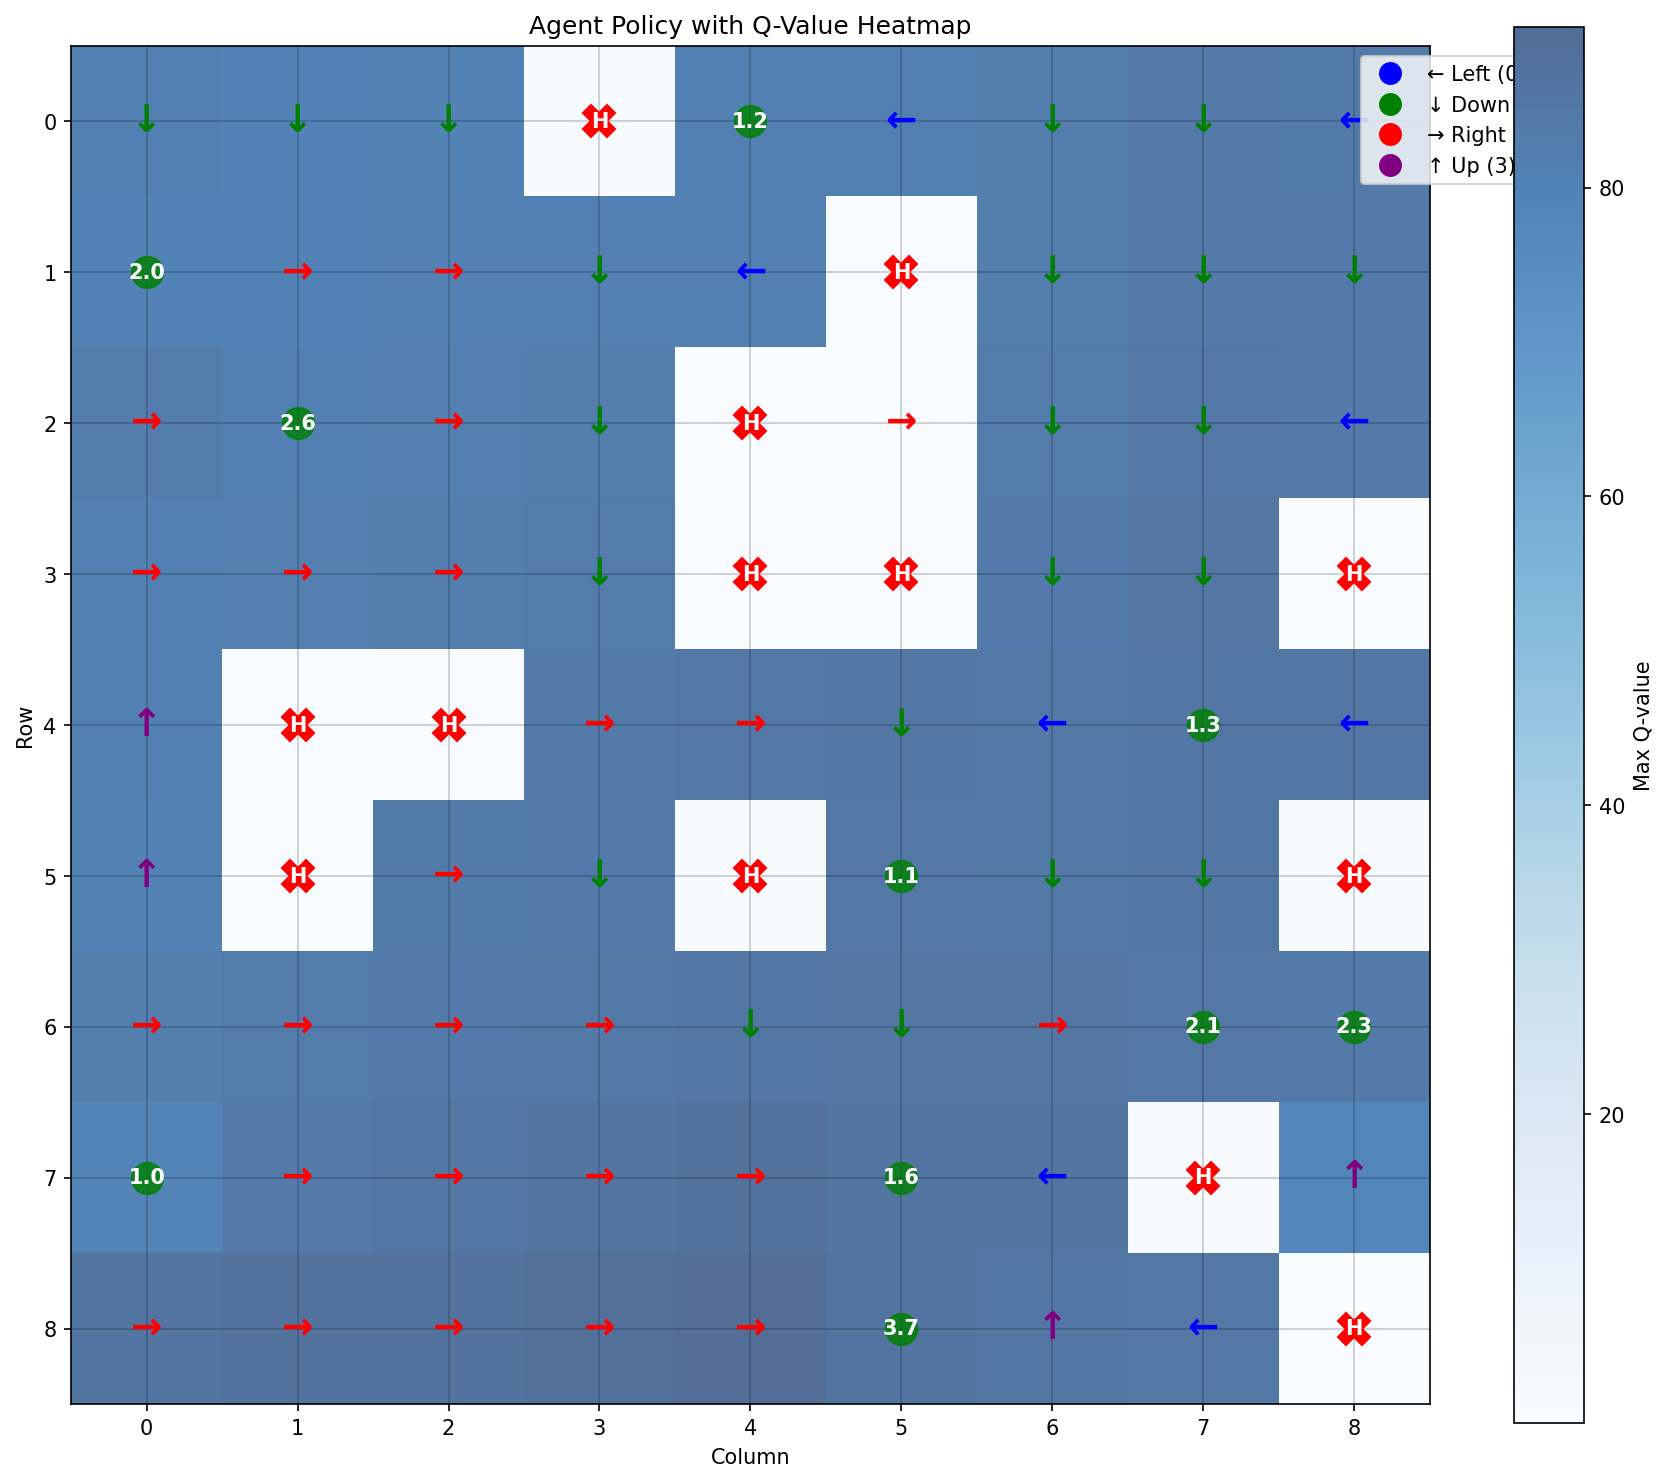 Agent Policy with Q-Value Heatmap
← Left (0
↓ Down
→ Right
↑ Up (3)
0 ↓ ↓ ↓ H 1.2 ← ↓ ↓ ←
1 2.0 → → ↓ ← H ↓ ↓ ↓
2 → 2.6 → ↓ H → ↓ ↓ ←
3 → → → ↓ H H ↓ ↓ H
4 ↑ H H → → ↓ ← 1.3 ←
5 ↑ H → ↓ H 1.1 ↓ ↓ H
6 → → → → ↓ ↓ → 2.1 2.3
7 1.0 → → → → 1.6 ← H ↑
8 → → → → → 3.7 ↑ ← H
0 1 2 3 4 5 6 7 8
Column
Row
80
60
40
20
Max Q-value